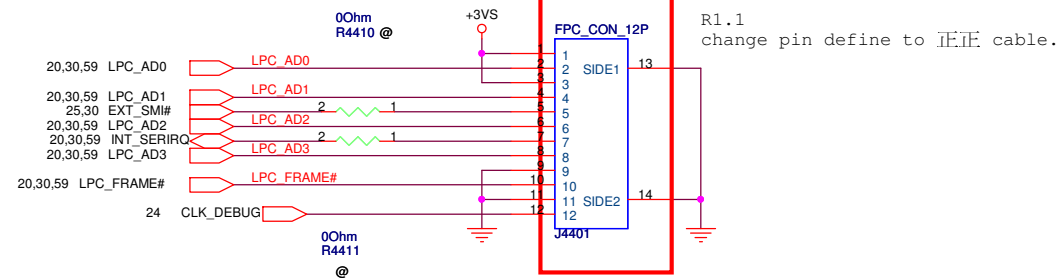 R1.1
change pin define to 正正 cable.
0Ohm
R4410 @
+3VS
FPC_CON_12P
20,30,59 LPC_AD0 LPC_AD0
20,30,59 LPC_AD1 LPC_AD1
25,30 EXT_SMI# 2 1
20,30,59 LPC_AD2 LPC_AD2
20,30,59 INT_SERIRQ 2 1
20,30,59 LPC_AD3 LPC_AD3
20,30,59 LPC_FRAME# LPC_FRAME#
24 CLK_DEBUG
1 1
2 2 SIDE1 13
3 3
4 4
5 5
6 6
7 7
8 8
9 9
10 10
11 11 SIDE2 14
12 12
J4401
0Ohm
R4411
@